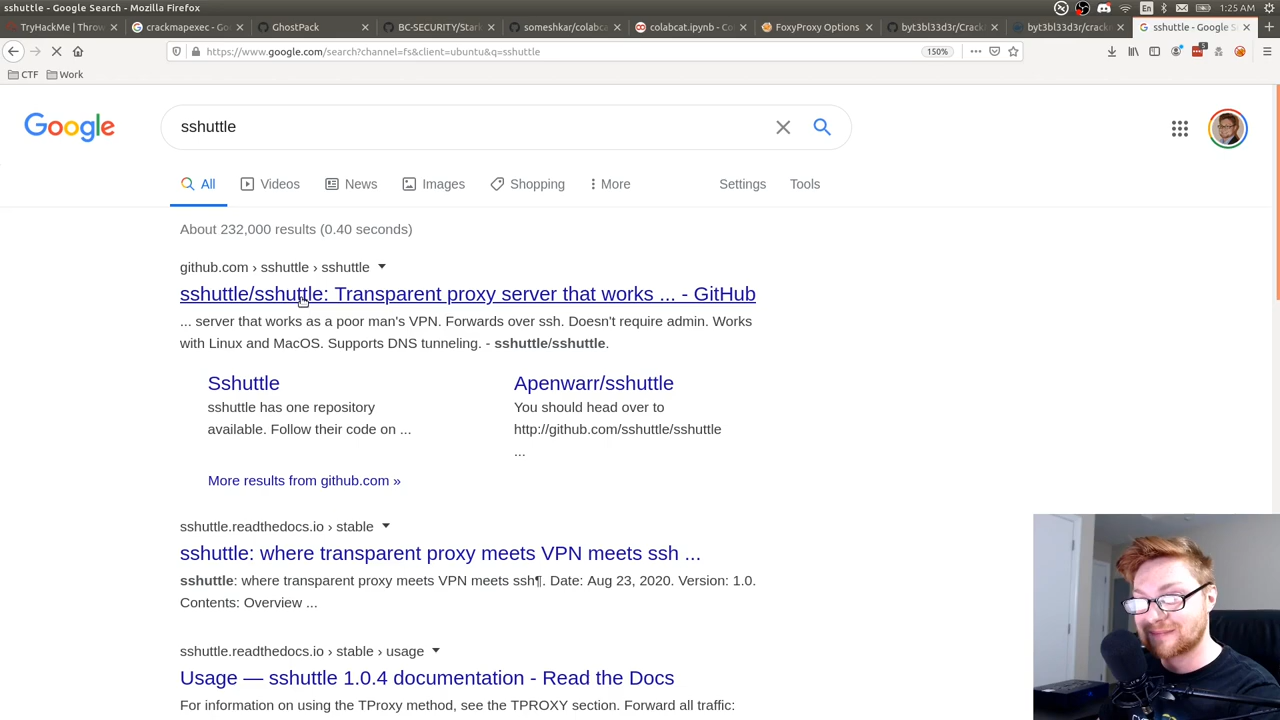 sshuttle - Google Search - Mozilla Firefox
1:25 AM
TryHackMe | Throw
crackmapexec - Go
GhostPack
BC-SECURITY/Star
someshkar/colabca
colabcat.ipynb - Co
FoxyProxy Options
byt3bl33d3r/Crack
byt3bl33d3r/crackm
sshuttle - Google S
https://www.google.com/search?channel=fs&client=ubuntu&q=sshuttle
150%
CTF
Work
Google
sshuttle
All
Videos
News
Images
Shopping
More
Settings
Tools
About 232,000 results (0.40 seconds)
github.com › sshuttle › sshuttle
sshuttle/sshuttle: Transparent proxy server that works ... - GitHub
... server that works as a poor man's VPN. Forwards over ssh. Doesn't require admin. Works
with Linux and MacOS. Supports DNS tunneling. - sshuttle/sshuttle.
Sshuttle
sshuttle has one repository
available. Follow their code on ...
Apenwarr/sshuttle
You should head over to
http://github.com/sshuttle/sshuttle
...
More results from github.com »
sshuttle.readthedocs.io › stable
sshuttle: where transparent proxy meets VPN meets ssh ...
sshuttle: where transparent proxy meets VPN meets ssh¶. Date: Aug 23, 2020. Version: 1.0.
Contents: Overview ...
sshuttle.readthedocs.io › stable › usage
Usage — sshuttle 1.0.4 documentation - Read the Docs
For information on using the TProxy method, see the TPROXY section. Forward all traffic: